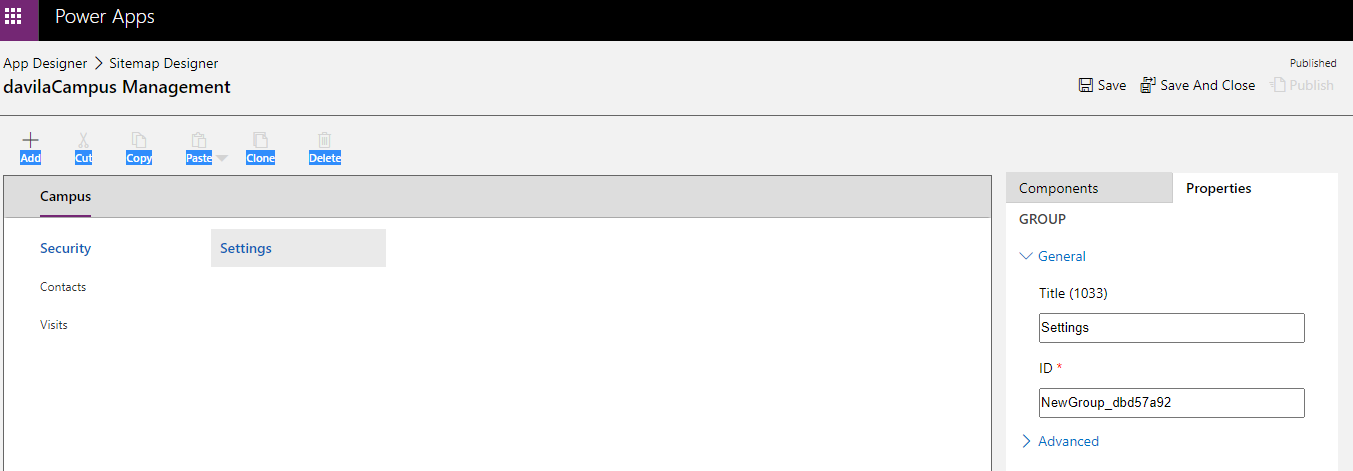 Power Apps
App Designer > Sitemap Designer
Published
davilaCampus Management
Save
Save And Close
Publish
Add
Cut
Copy
Paste
Clone
Delete
Campus
Components
Properties
GROUP
Security
Settings
General
Contacts
Title (1033)
Visits
Settings
ID *
NewGroup_dbd57a92
Advanced